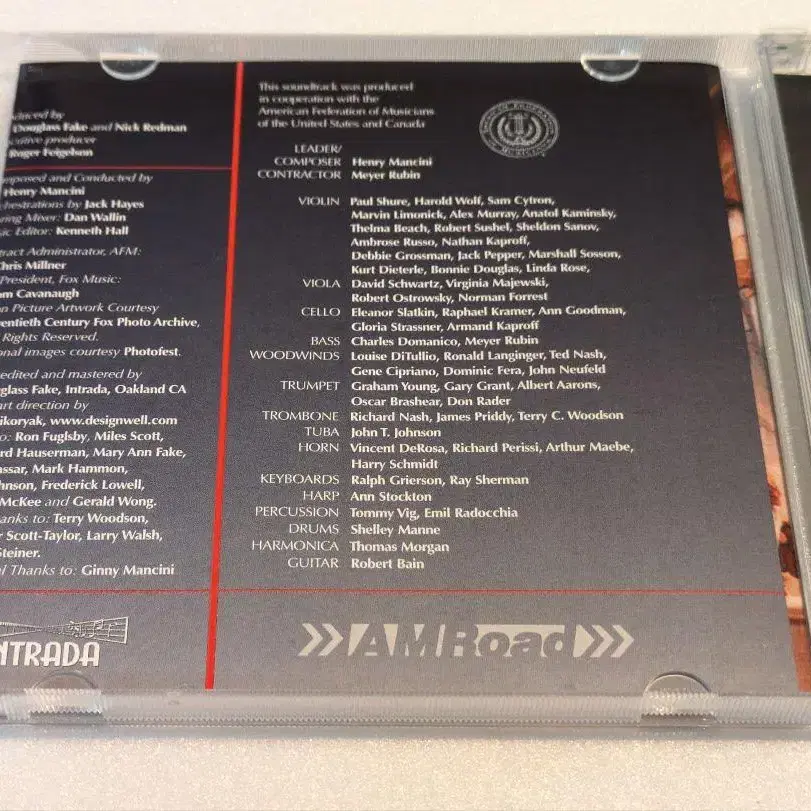 duced by
Douglass Fake and Nick Redman
cutive producer
Roger Feigelson
mposed and Conducted by
Henry Mancini
hestrations by Jack Hayes
ring Mixer: Dan Wallin
ic Editor: Kenneth Hall
tract Administrator, AFM:
Chris Millner
President, Fox Music:
om Cavanaugh
on Picture Artwork Courtesy
wentieth Century Fox Photo Archive,
Rights Reserved.
onal images courtesy Photofest.
edited and mastered by
glass Fake, Intrada, Oakland CA
art direction by
ikoryak, www.designwell.com
to: Ron Fuglsby, Miles Scott,
rd Hauserman, Mary Ann Fake,
assar, Mark Hammon,
hnson, Frederick Lowell,
McKee and Gerald Wong.
anks to: Terry Woodson,
r Scott-Taylor, Larry Walsh,
Steiner.
l Thanks to: Ginny Mancini
NTRADA
This soundtrack was produced
in cooperation with the
American Federation of Musicians
of the United States and Canada
LEADER/
COMPOSER Henry Mancini
CONTRACTOR Meyer Rubin
VIOLIN Paul Shure, Harold Wolf, Sam Cytron,
Marvin Limonick, Alex Murray, Anatol Kaminsky,
Thelma Beach, Robert Sushel, Sheldon Sanov,
Ambrose Russo, Nathan Kaproff,
Debbie Grossman, Jack Pepper, Marshall Sosson,
Kurt Dieterle, Bonnie Douglas, Linda Rose,
VIOLA David Schwartz, Virginia Majewski,
Robert Ostrowsky, Norman Forrest
CELLO Eleanor Slatkin, Raphael Kramer, Ann Goodman,
Gloria Strassner, Armand Kaproff
BASS Charles Domanico, Meyer Rubin
WOODWINDS Louise DiTullio, Ronald Langinger, Ted Nash,
Gene Cipriano, Dominic Fera, John Neufeld
TRUMPET Graham Young, Gary Grant, Albert Aarons,
Oscar Brashear, Don Rader
TROMBONE Richard Nash, James Priddy, Terry C. Woodson
TUBA John T. Johnson
HORN Vincent DeRosa, Richard Perissi, Arthur Maebe,
Harry Schmidt
KEYBOARDS Ralph Grierson, Ray Sherman
HARP Ann Stockton
PERCUSSION Tommy Vig, Emil Radocchia
DRUMS Shelley Manne
HARMONICA Thomas Morgan
GUITAR Robert Bain
AMRoad